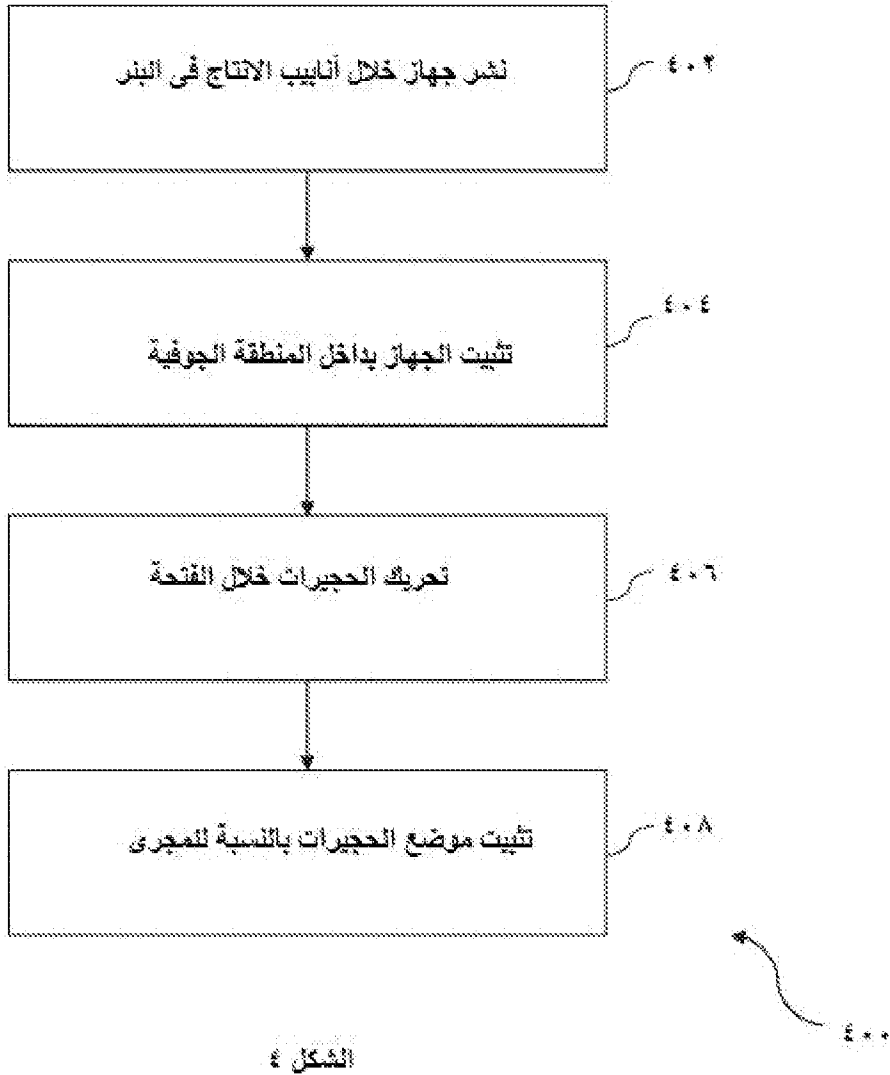 نشر جهاز خلال أنابيب الانتاج فى البئر
٤٠٢
تثبيت الجهاز بداخل المنطقة الجوفية
٤٠٤
تحريك الحجيرات خلال الفتحة
٤٠٦
تثبيت موضع الحجيرات بالنسبة للمجرى
٤٠٨
٤٠٠
الشكل ٤